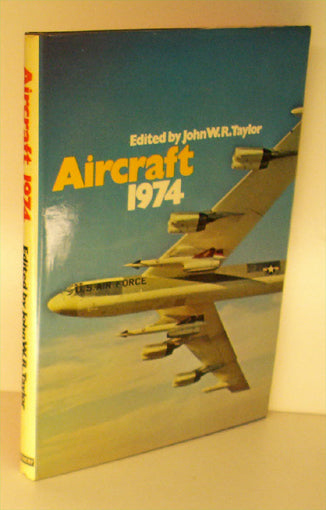 Edited by John W.R. Taylor
Aircraft
1974
U.S. AIR FORCE
Aircraft 1974 Edited by John W.R. Taylor